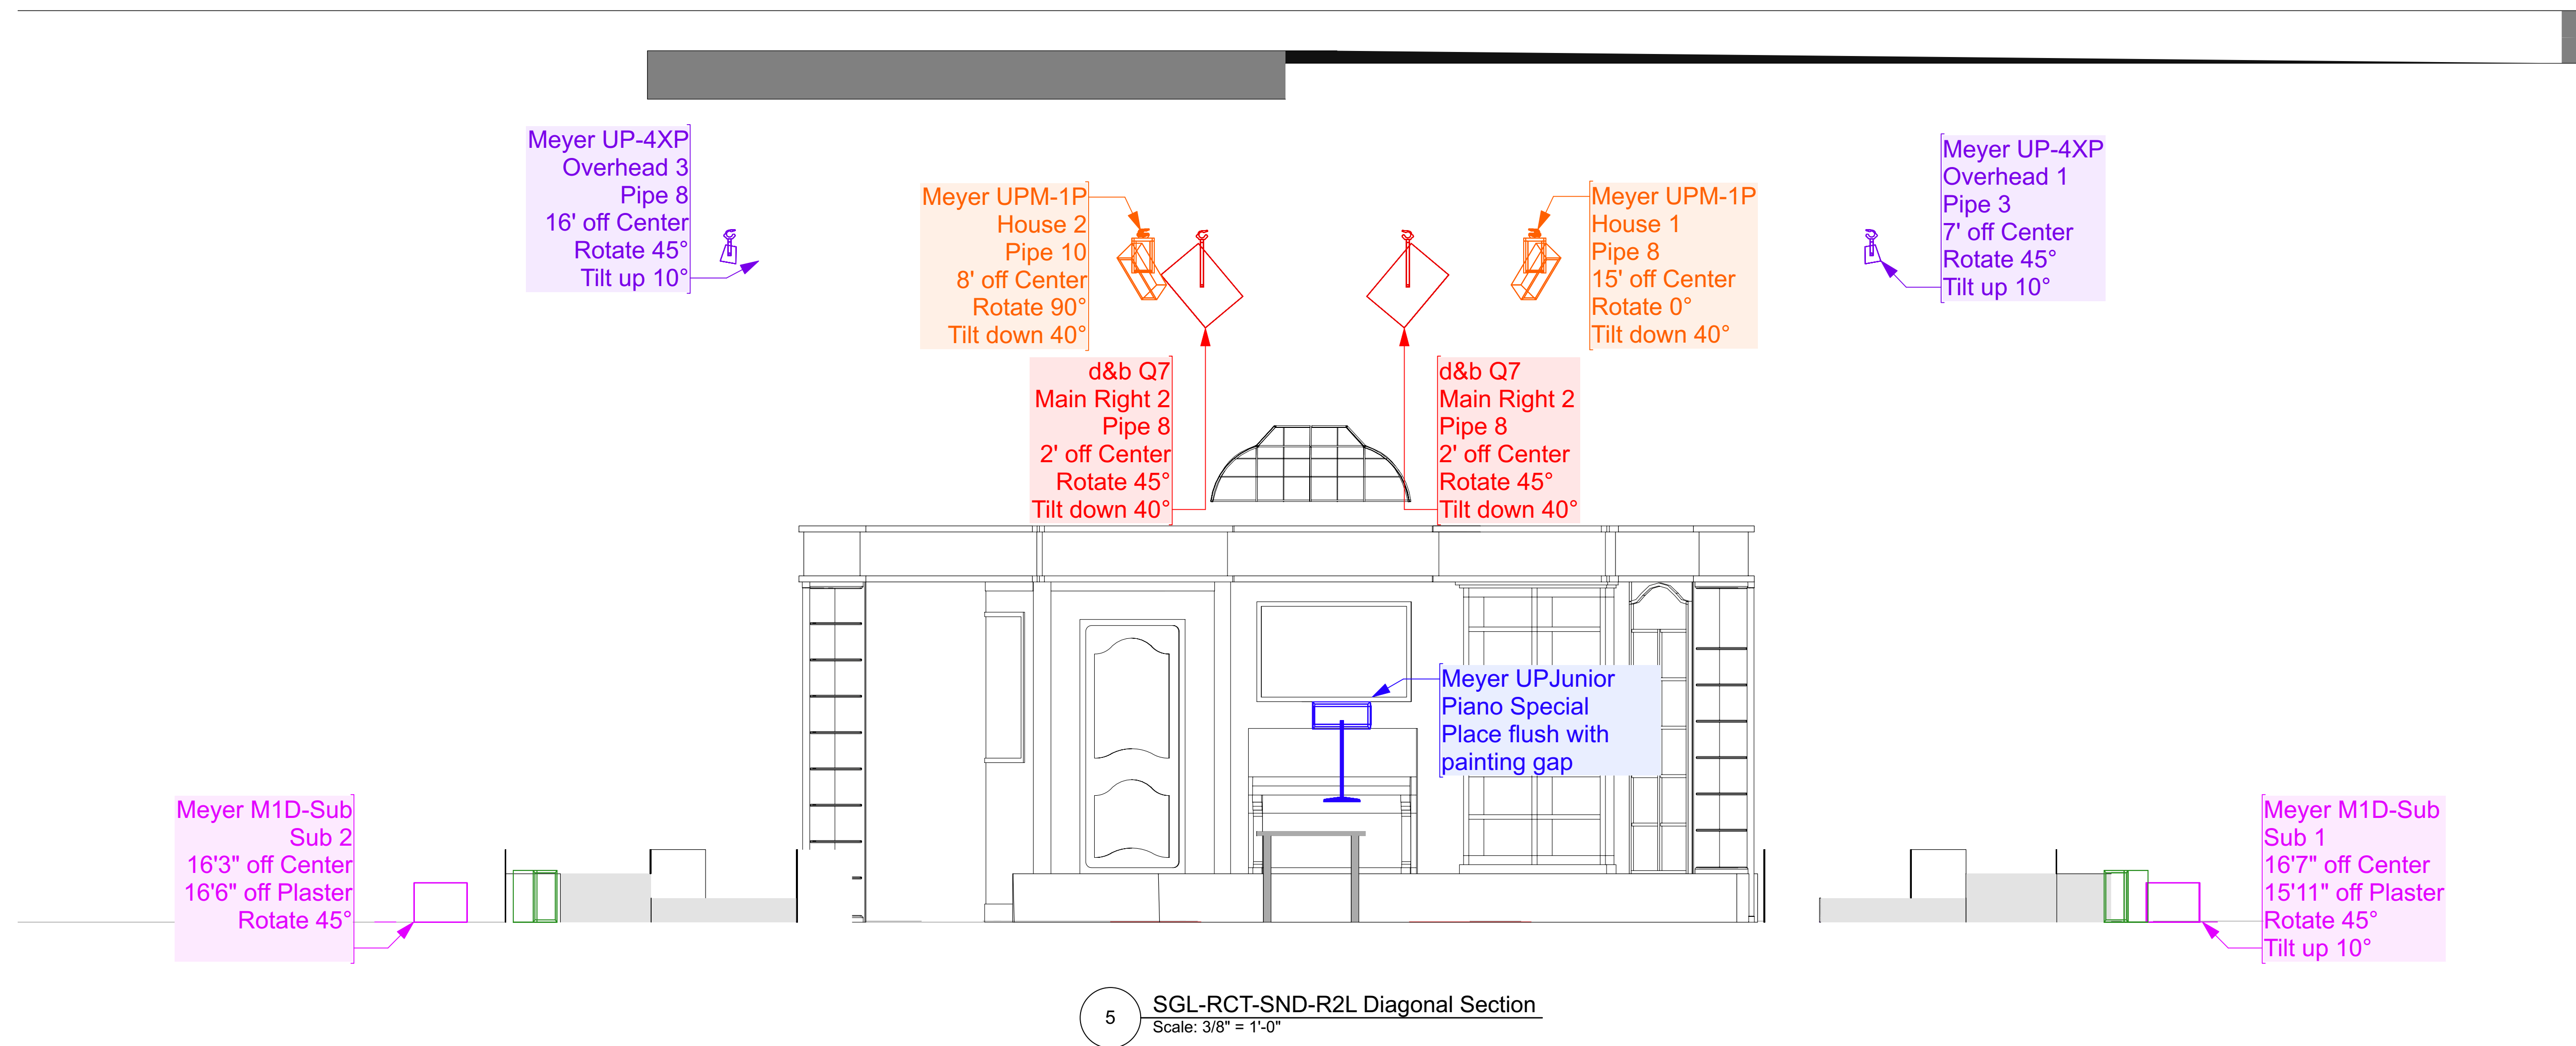 Meyer UP-4XP
Overhead 3
Pipe 8
16' off Center
Rotate 45°
Tilt up 10°
Meyer UPM-1P
House 2
Pipe 10
8' off Center
Rotate 90°
Tilt down 40°
Meyer UPM-1P
House 1
Pipe 8
15' off Center
Rotate 0°
Tilt down 40°
Meyer UP-4XP
Overhead 1
Pipe 3
7' off Center
Rotate 45°
Tilt up 10°
d&b Q7
Main Right 2
Pipe 8
2' off Center
Rotate 45°
Tilt down 40°
d&b Q7
Main Right 2
Pipe 8
2' off Center
Rotate 45°
Tilt down 40°
Meyer UPJunior
Piano Special
Place flush with
painting gap
Meyer M1D-Sub
Sub 2
16'3" off Center
16'6" off Plaster
Rotate 45°
Meyer M1D-Sub
Sub 1
16'7" off Center
15'11" off Plaster
Rotate 45°
Tilt up 10°
5
SGL-RCT-SND-R2L Diagonal Section
Scale: 3/8" = 1'-0"